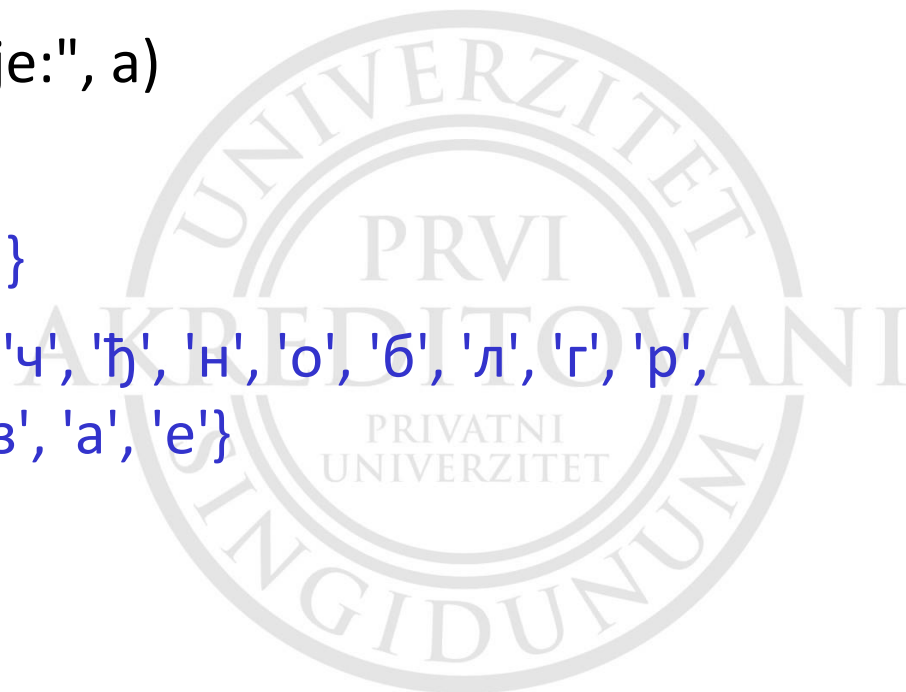 je:", a)
}
'ч', 'ђ', 'н', 'о', 'б', 'л', 'г', 'р',
'а', 'е'}
UNIVERZITET
PRVI
AKREDITOVANI
PRIVATNI
UNIVERZITET
SINGIDUNUM